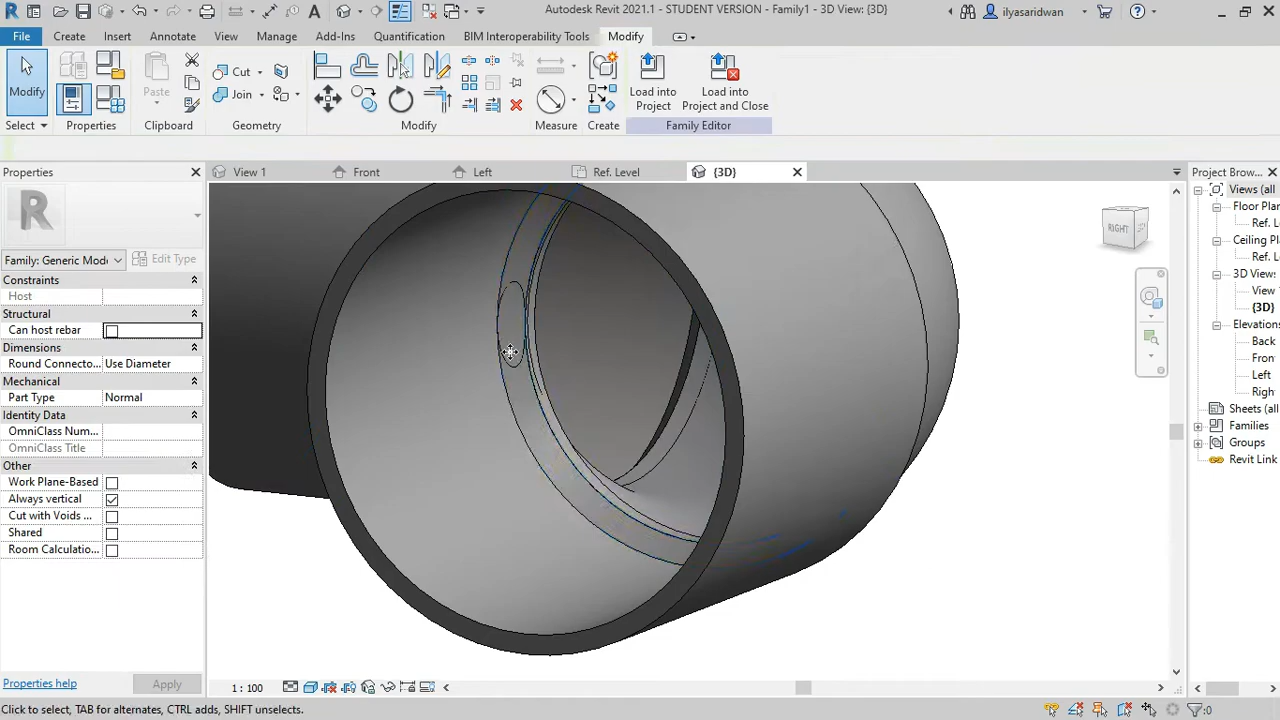 Autodesk Revit 2021.1 - STUDENT VERSION - Family1 - 3D View: {3D}
ilyasaridwan
File Create Insert Annotate View Manage Add-Ins Quantification BIM Interoperability Tools Modify
Modify
Paste
Cut
Join
Load into Project
Load into Project and Close
Select Properties Clipboard Geometry Modify Measure Create Family Editor
Properties
View 1 Front Left Ref. Level {3D}
Project Brow...
R
Family: Generic Mode
Edit Type
Constraints
Host
Structural
Can host rebar
Dimensions
Round Connecto... Use Diameter
Mechanical
Part Type Normal
Identity Data
OmniClass Num...
OmniClass Title
Other
Work Plane-Based
Always vertical
Cut with Voids ...
Shared
Room Calculatio...
Properties help
Apply
RIGHT
Views (all
Floor Plan
Ref. Le
Ceiling Pl
Ref. Le
3D Views
View
{3D}
Elevations
Back
Fron
Left
Righ
Sheets (all
Families
Groups
Revit Link
1 : 100
Click to select, TAB for alternates, CTRL adds, SHIFT unselects.
:0